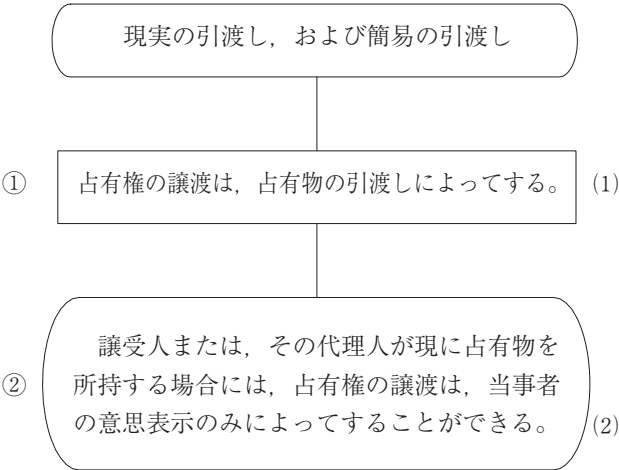 現実の引渡し，および簡易の引渡し
① 占有権の譲渡は，占有物の引渡しによってする。 (1)
譲受人または，その代理人が現に占有物を
② 所持する場合には，占有権の譲渡は，当事者
の意思表示のみによってすることができる。 (2)